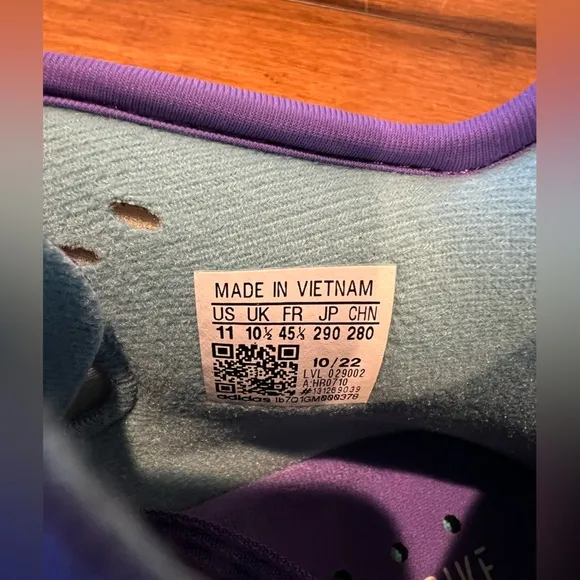 MADE IN VIETNAM
US UK FR JP CHN
11 10½ 45⅓ 290 280
10/22
LVL 029002
A:HR0710
#131269039
adidas